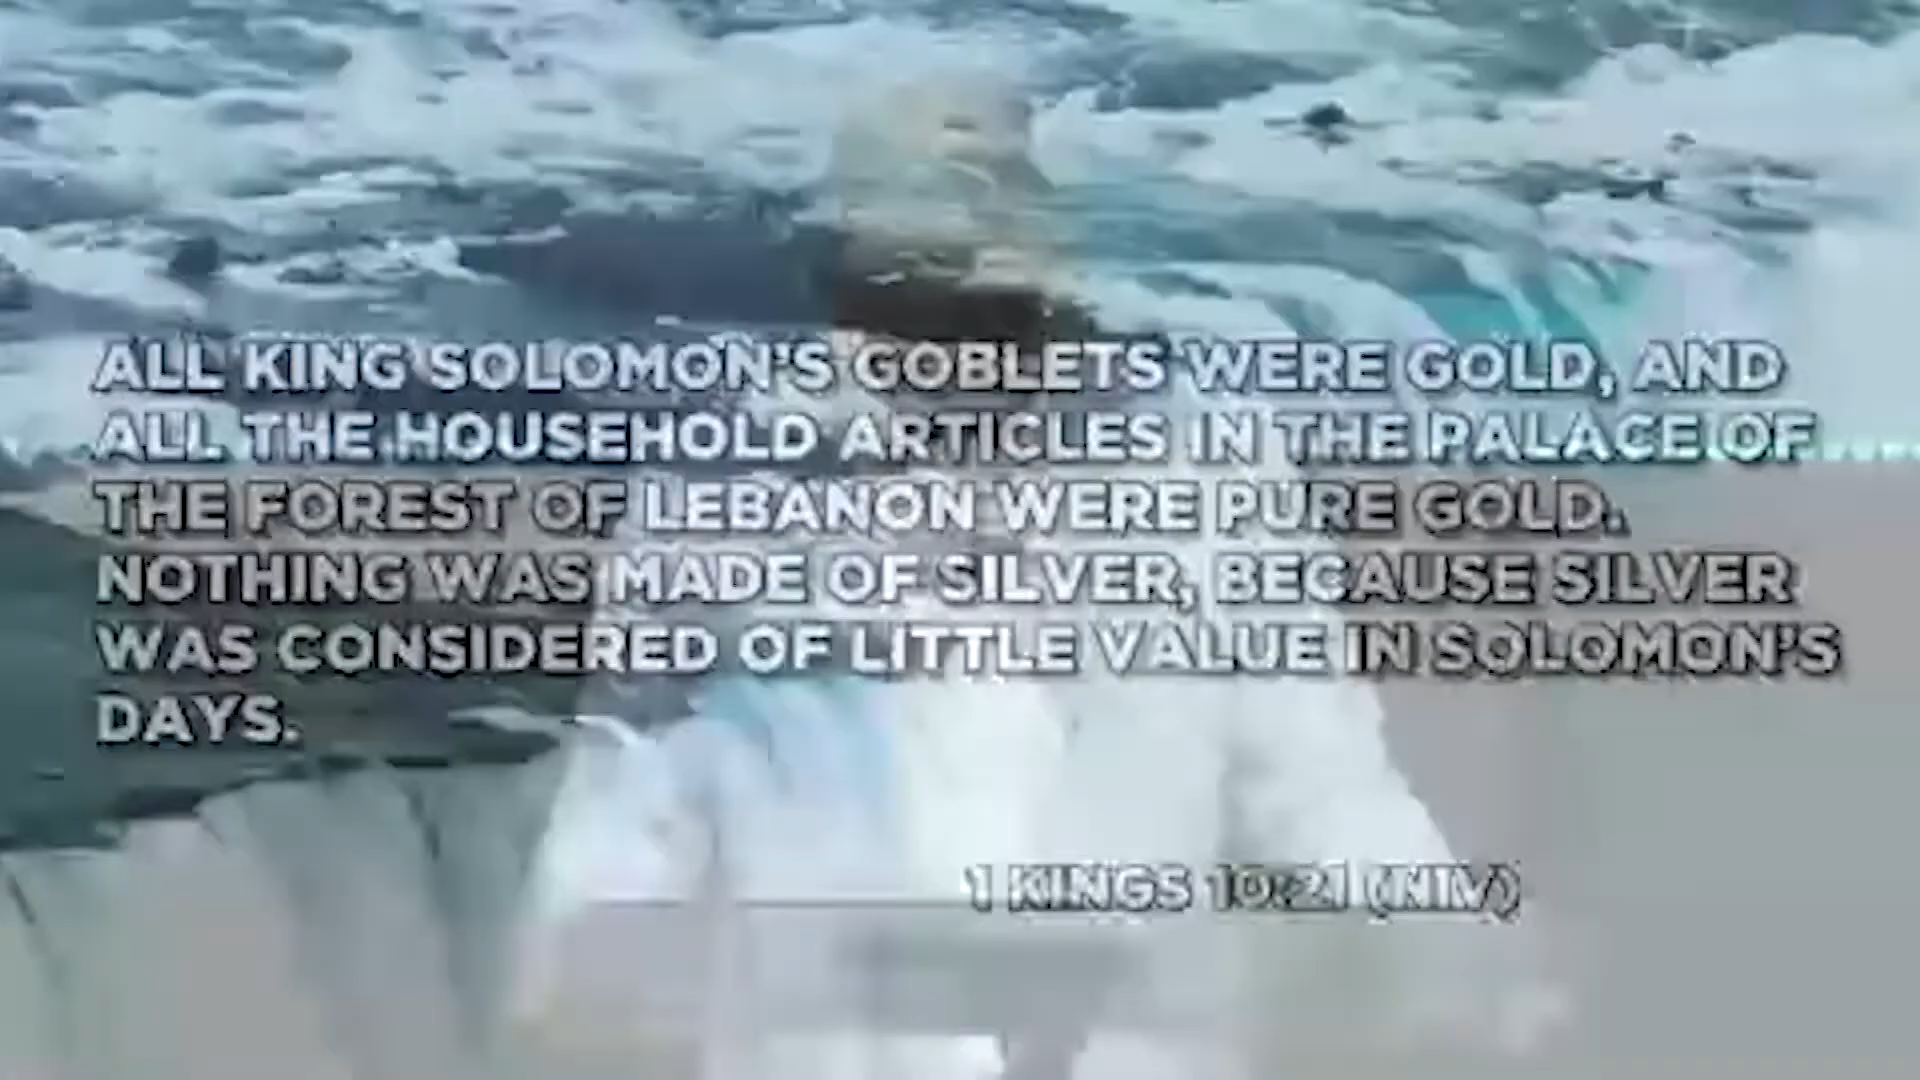 ALL KING SOLOMON'S GOBLETS WERE GOLD, AND
ALL THE HOUSEHOLD ARTICLES IN THE PALACE OF
THE FOREST OF LEBANON WERE PURE GOLD.
NOTHING WAS MADE OF SILVER, BECAUSE SILVER
WAS CONSIDERED OF LITTLE VALUE IN SOLOMON'S
DAYS.
1 KINGS 10:21 (NIV)